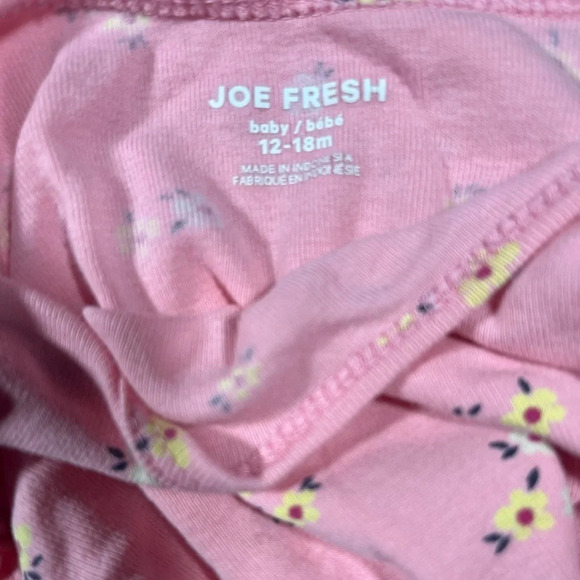 JOE FRESH
baby / bébé
12-18m
MADE IN INDONESIA
FABRIQUÉ EN INDONÉSIE